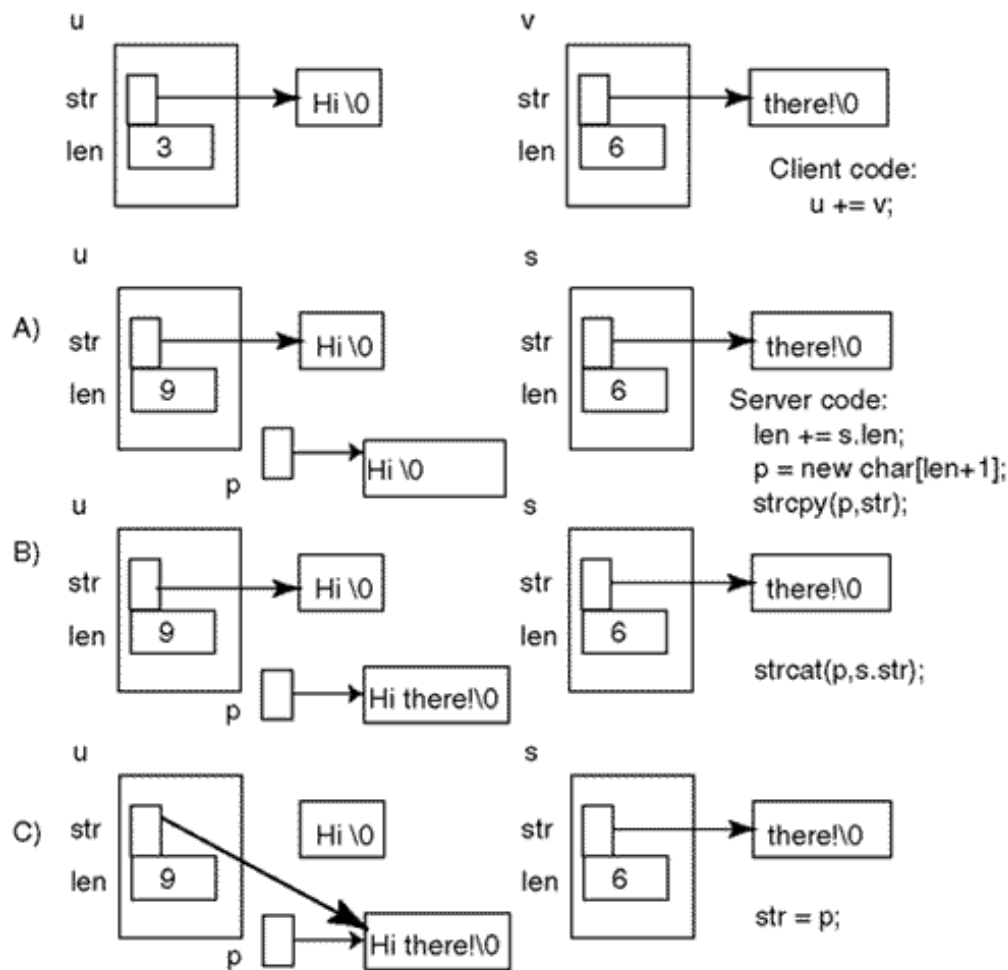 u v
str Hi \0 there!\0
str
len 3 len 6
Client code:
u += v;
u s
A)
str Hi \0 str there!\0
len 9 len 6
Server code:
len += s.len;
p = new char[len+1];
strcpy(p,str);
Hi \0
p
u s
B)
str Hi \0 str there!\0
len 9 len 6
strcat(p,s.str);
p Hi there!\0
u s
C)
str Hi \0 str there!\0
len 9 len 6
str = p;
p Hi there!\0